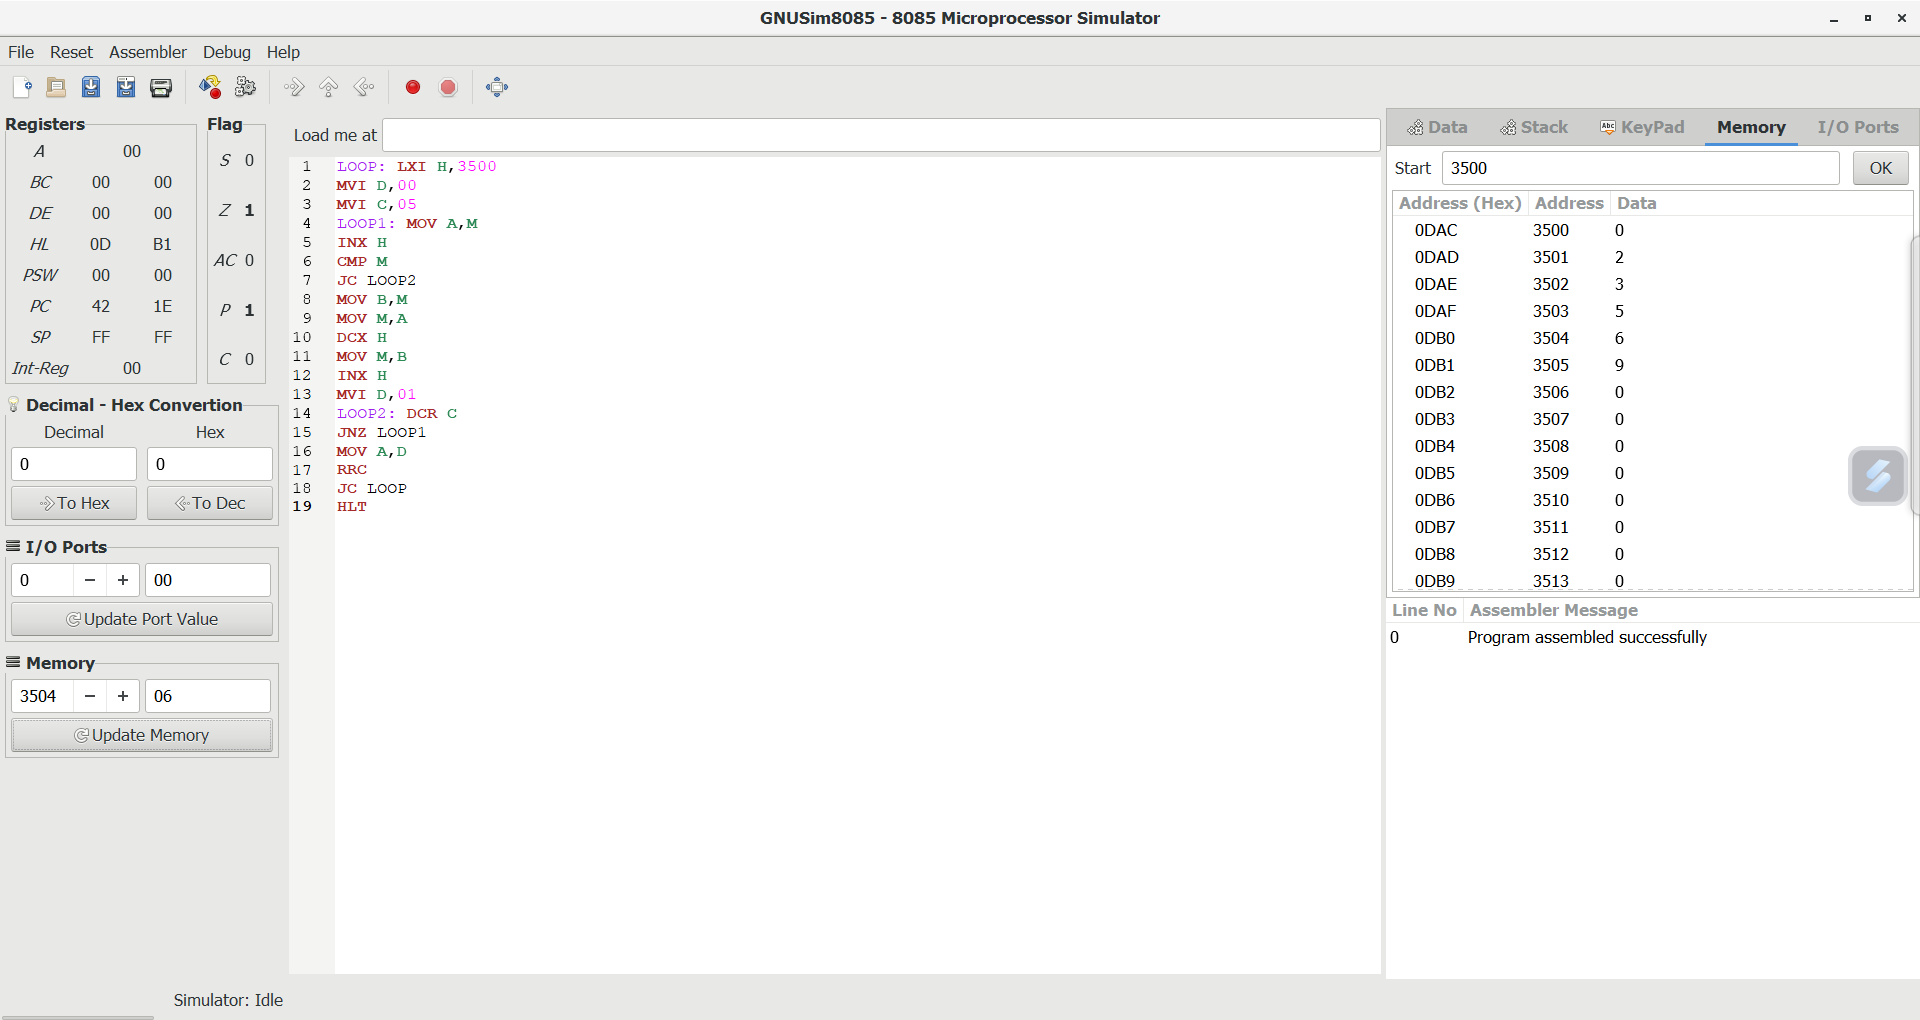 GNUSim8085 - 8085 Microprocessor Simulator
File Reset Assembler Debug Help
Registers
A 00
BC 00 00
DE 00 00
HL 0D B1
PSW 00 00
PC 42 1E
SP FF FF
Int-Reg 00
Flag
S 0
Z 1
AC 0
P 1
C 0
Decimal - Hex Convertion
Decimal Hex
0 0
To Hex To Dec
I/O Ports
0 − + 00
Update Port Value
Memory
3504 − + 06
Update Memory
Load me at
1 LOOP: LXI H,3500
2 MVI D,00
3 MVI C,05
4 LOOP1: MOV A,M
5 INX H
6 CMP M
7 JC LOOP2
8 MOV B,M
9 MOV M,A
10 DCX H
11 MOV M,B
12 INX H
13 MVI D,01
14 LOOP2: DCR C
15 JNZ LOOP1
16 MOV A,D
17 RRC
18 JC LOOP
19 HLT
Data Stack Abc KeyPad Memory I/O Ports
Start 3500 OK
Address (Hex) Address Data
0DAC 3500 0
0DAD 3501 2
0DAE 3502 3
0DAF 3503 5
0DB0 3504 6
0DB1 3505 9
0DB2 3506 0
0DB3 3507 0
0DB4 3508 0
0DB5 3509 0
0DB6 3510 0
0DB7 3511 0
0DB8 3512 0
0DB9 3513 0
Line No Assembler Message
0 Program assembled successfully
Simulator: Idle